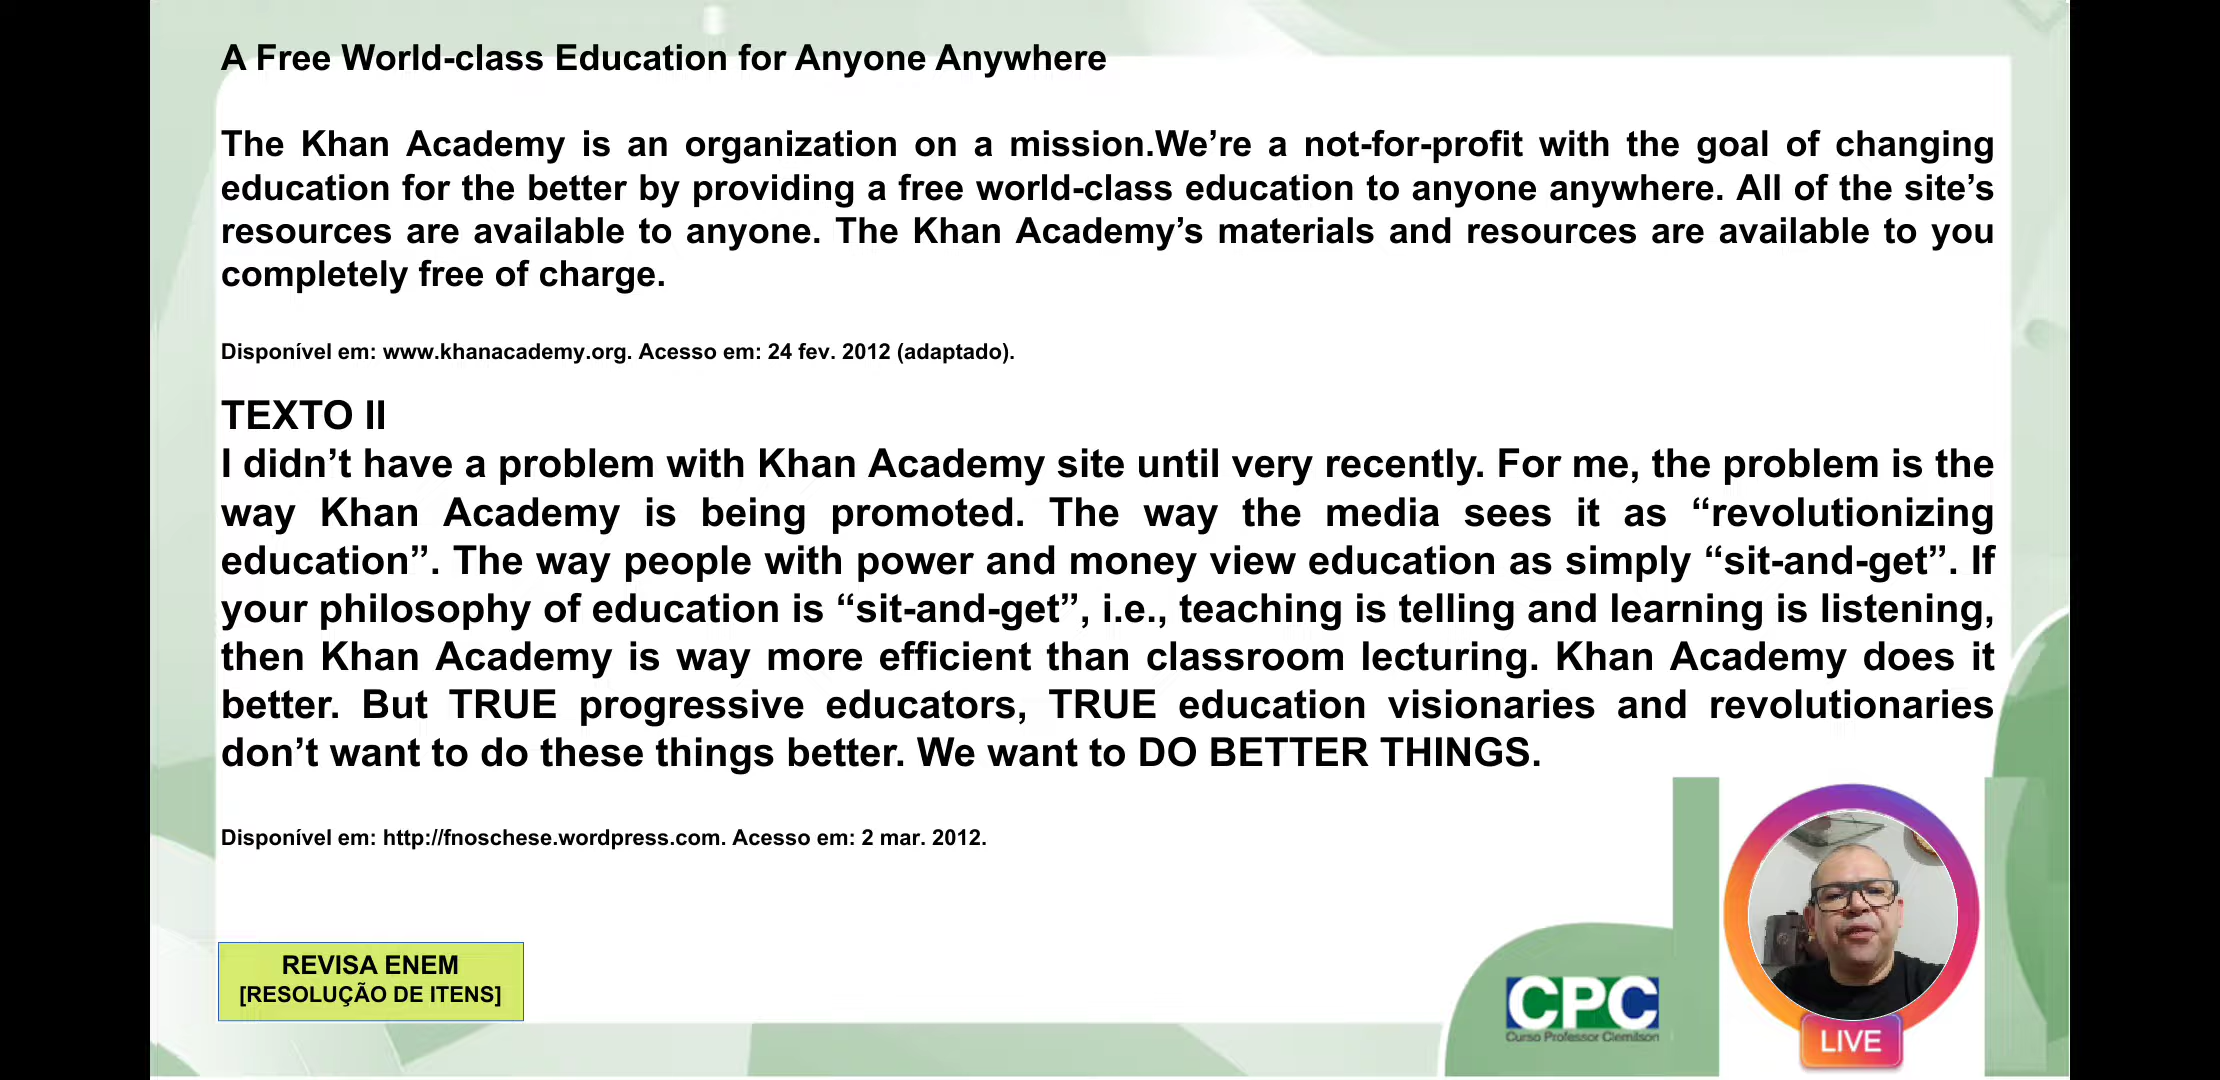 A Free World-class Education for Anyone Anywhere
The Khan Academy is an organization on a mission.We’re a not-for-profit with the goal of changing
education for the better by providing a free world-class education to anyone anywhere. All of the site’s
resources are available to anyone. The Khan Academy’s materials and resources are available to you
completely free of charge.
Disponível em: www.khanacademy.org. Acesso em: 24 fev. 2012 (adaptado).
TEXTO II
I didn’t have a problem with Khan Academy site until very recently. For me, the problem is the
way Khan Academy is being promoted. The way the media sees it as “revolutionizing
education”. The way people with power and money view education as simply “sit-and-get”. If
your philosophy of education is “sit-and-get”, i.e., teaching is telling and learning is listening,
then Khan Academy is way more efficient than classroom lecturing. Khan Academy does it
better. But TRUE progressive educators, TRUE education visionaries and revolutionaries
don’t want to do these things better. We want to DO BETTER THINGS.
Disponível em: http://fnoschese.wordpress.com. Acesso em: 2 mar. 2012.
REVISA ENEM
[RESOLUÇÃO DE ITENS]
CPC
Curso Professor Clemilson
LIVE